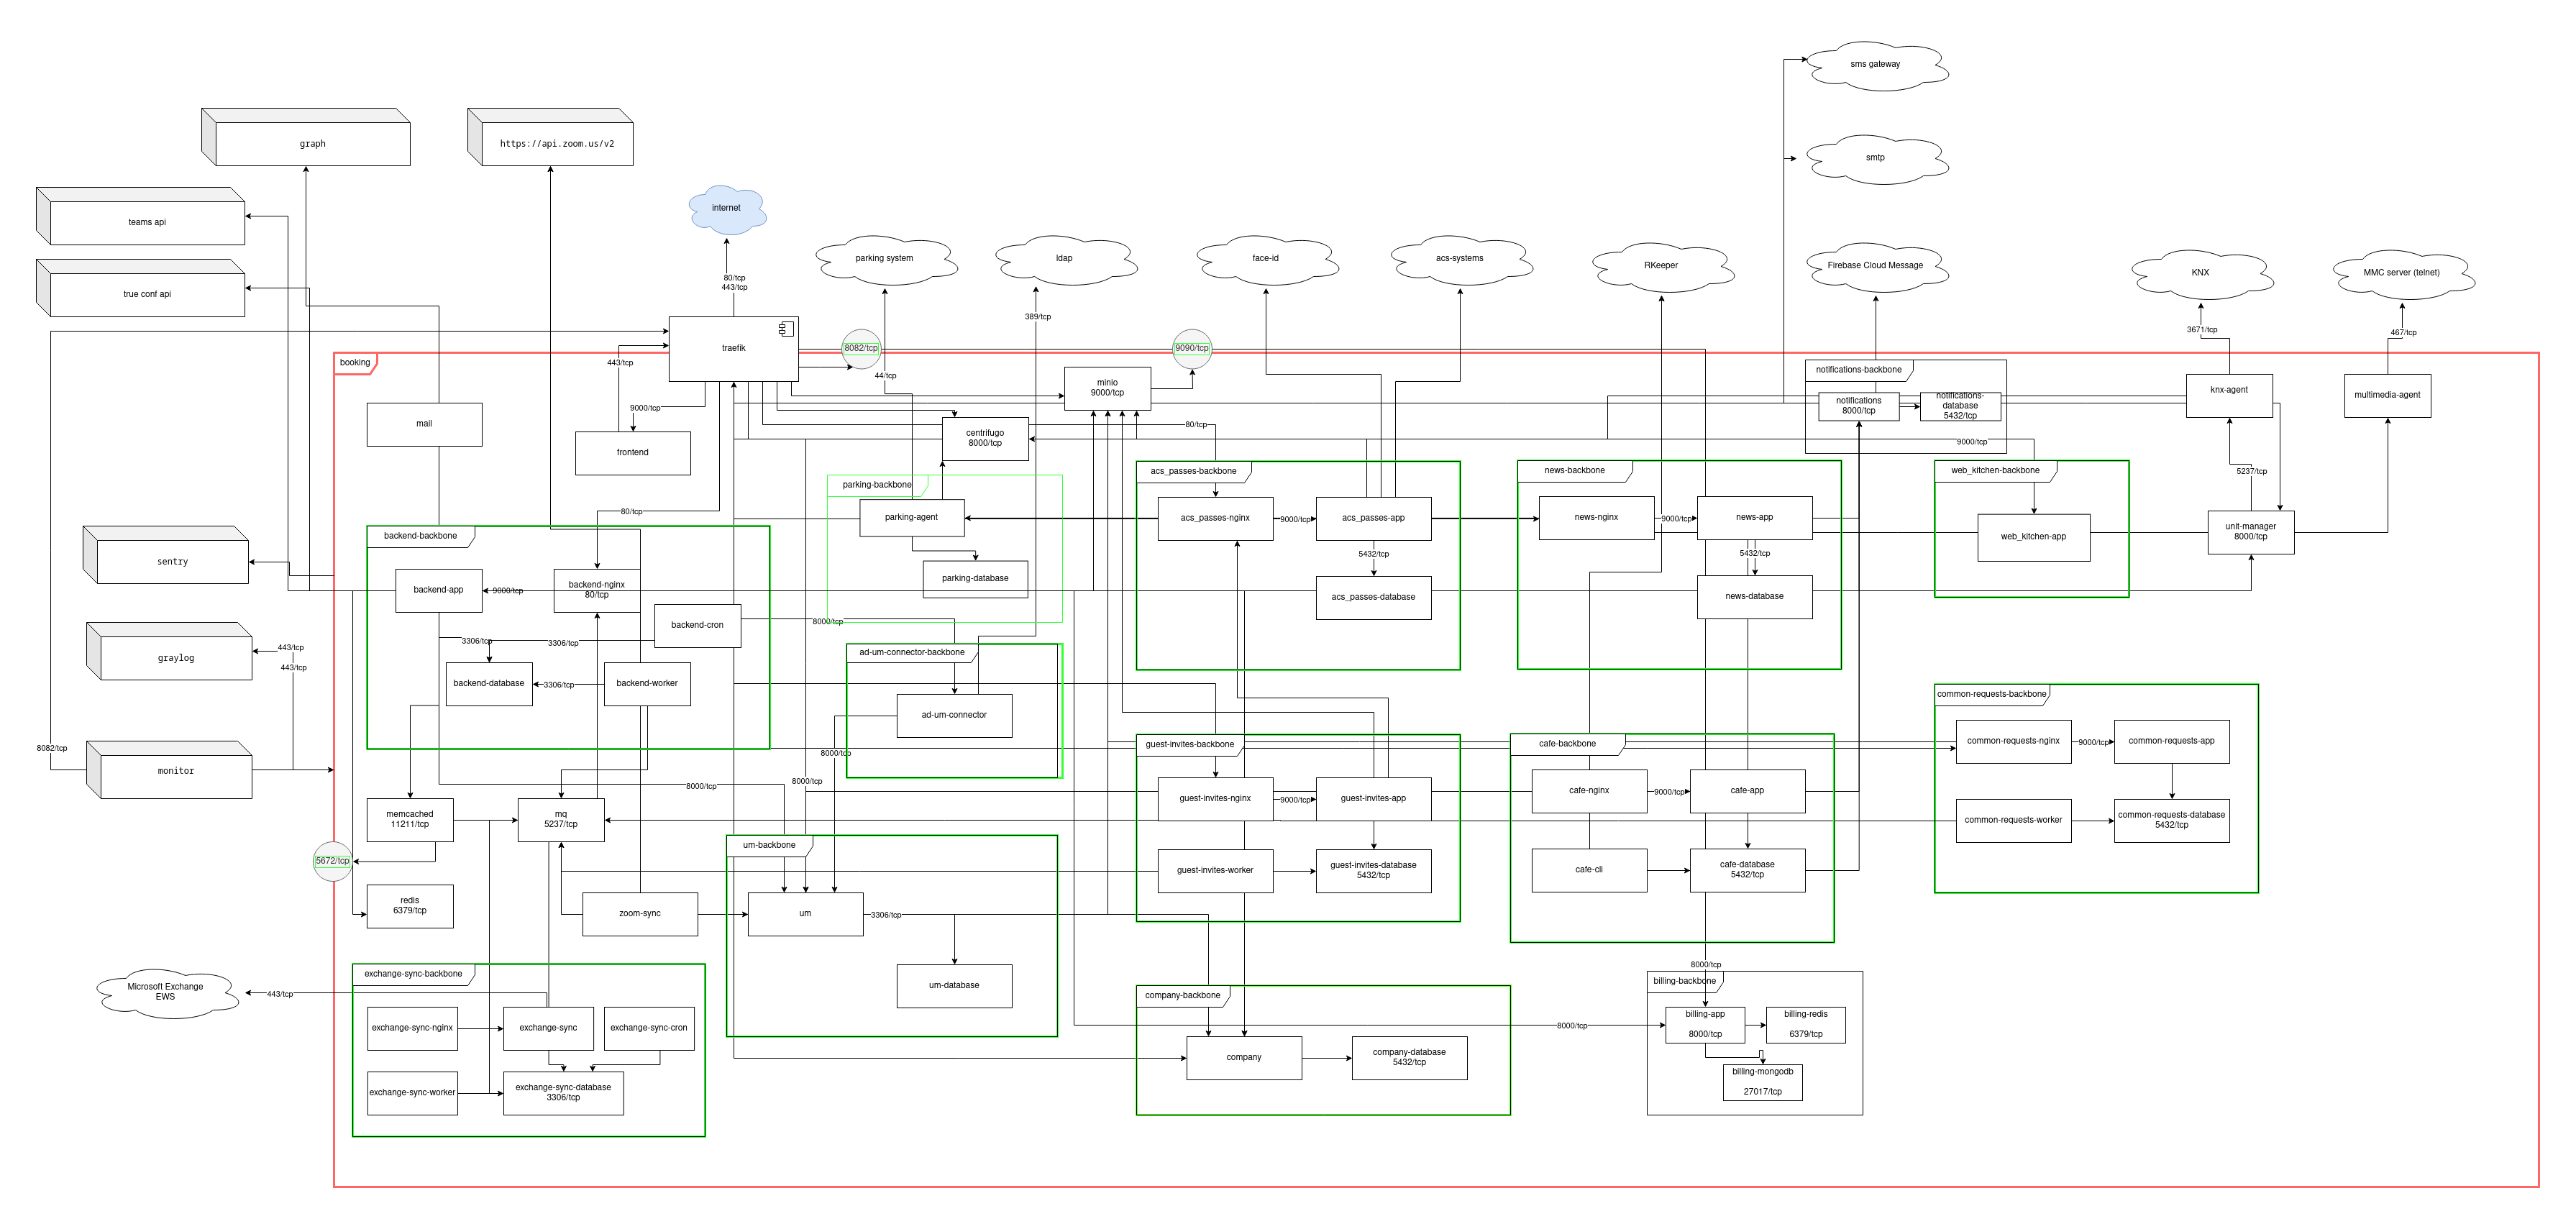 sms gateway
graph
https://api.zoom.us/v2
smtp
teams api
internet
true conf api
parking system
ldap
face-id
acs-systems
RKeeper
Firebase Cloud Message
KNX
MMC server (telnet)
80/tcp
443/tcp
389/tcp
3671/tcp
467/tcp
traefik
8082/tcp
9090/tcp
booking
443/tcp
44/tcp
minio
9000/tcp
notifications-backbone
knx-agent
multimedia-agent
mail
9000/tcp
notifications
8000/tcp
notifications-
database
5432/tcp
frontend
centrifugo
8000/tcp
80/tcp
9000/tcp
parking-backbone
acs_passes-backbone
news-backbone
web_kitchen-backbone
5237/tcp
80/tcp
parking-agent
acs_passes-nginx
9000/tcp
acs_passes-app
news-nginx
9000/tcp
news-app
web_kitchen-app
unit-manager
8000/tcp
backend-backbone
5432/tcp
5432/tcp
sentry
backend-app
9000/tcp
backend-nginx
80/tcp
parking-database
acs_passes-database
news-database
backend-cron
8000/tcp
3306/tcp
3306/tcp
graylog
443/tcp
443/tcp
ad-um-connector-backbone
backend-database
3306/tcp
backend-worker
common-requests-backbone
ad-um-connector
8082/tcp
8000/tcp
guest-invites-backbone
cafe-backbone
common-requests-nginx
9000/tcp
common-requests-app
monitor
8000/tcp
8000/tcp
guest-invites-nginx
9000/tcp
guest-invites-app
cafe-nginx
9000/tcp
cafe-app
memcached
11211/tcp
mq
5237/tcp
common-requests-worker
common-requests-database
5432/tcp
um-backbone
5672/tcp
guest-invites-worker
guest-invites-database
5432/tcp
cafe-cli
cafe-database
5432/tcp
redis
6379/tcp
zoom-sync
um
3306/tcp
8000/tcp
exchange-sync-backbone
Microsoft Exchange
EWS
443/tcp
um-database
company-backbone
billing-backbone
exchange-sync-nginx
exchange-sync
exchange-sync-cron
8000/tcp
billing-app
8000/tcp
billing-redis
6379/tcp
company
company-database
5432/tcp
exchange-sync-worker
exchange-sync-database
3306/tcp
billing-mongodb
27017/tcp